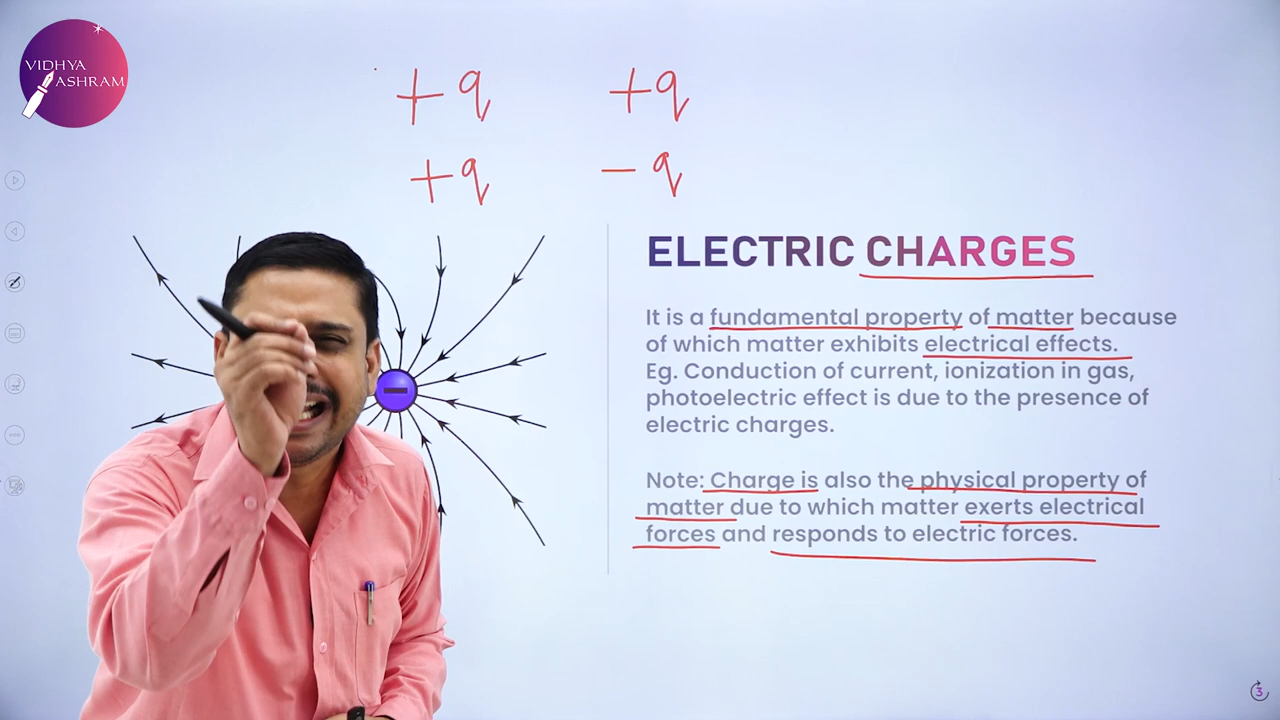 VIDHYA
ASHRAM
+q +q
+q -q
ELECTRIC CHARGES
It is a fundamental property of matter because
of which matter exhibits electrical effects.
Eg. Conduction of current, ionization in gas,
photoelectric effect is due to the presence of
electric charges.
Note: Charge is also the physical property of
matter due to which matter exerts electrical
forces and responds to electric forces.
3